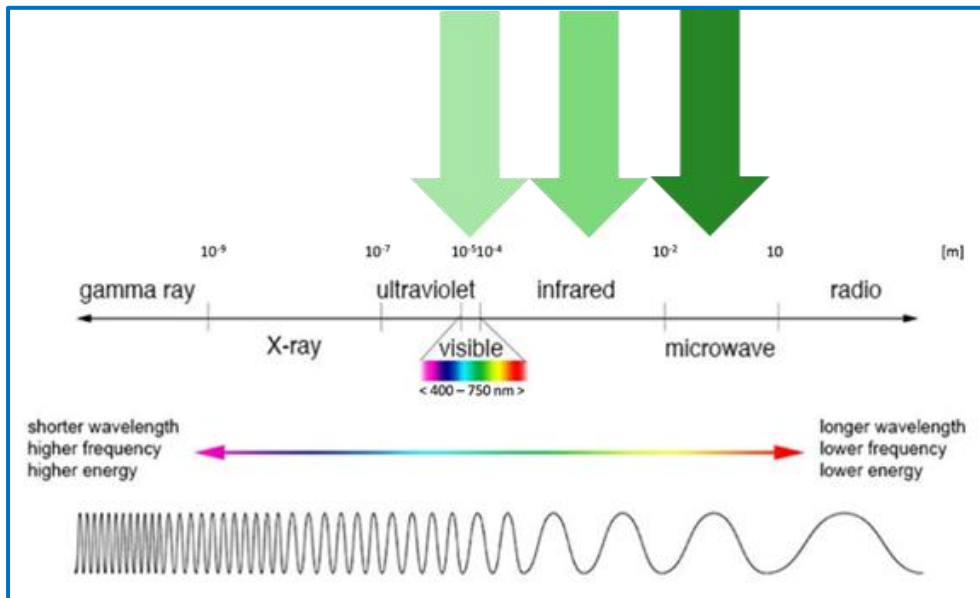 10⁻⁹ 10⁻⁷ 10⁻⁵ 10⁻⁴ 10⁻² 10 [m]
gamma ray ultraviolet infrared radio
X-ray visible microwave
< 400 – 750 nm >
shorter wavelength
higher frequency
higher energy
longer wavelength
lower frequency
lower energy